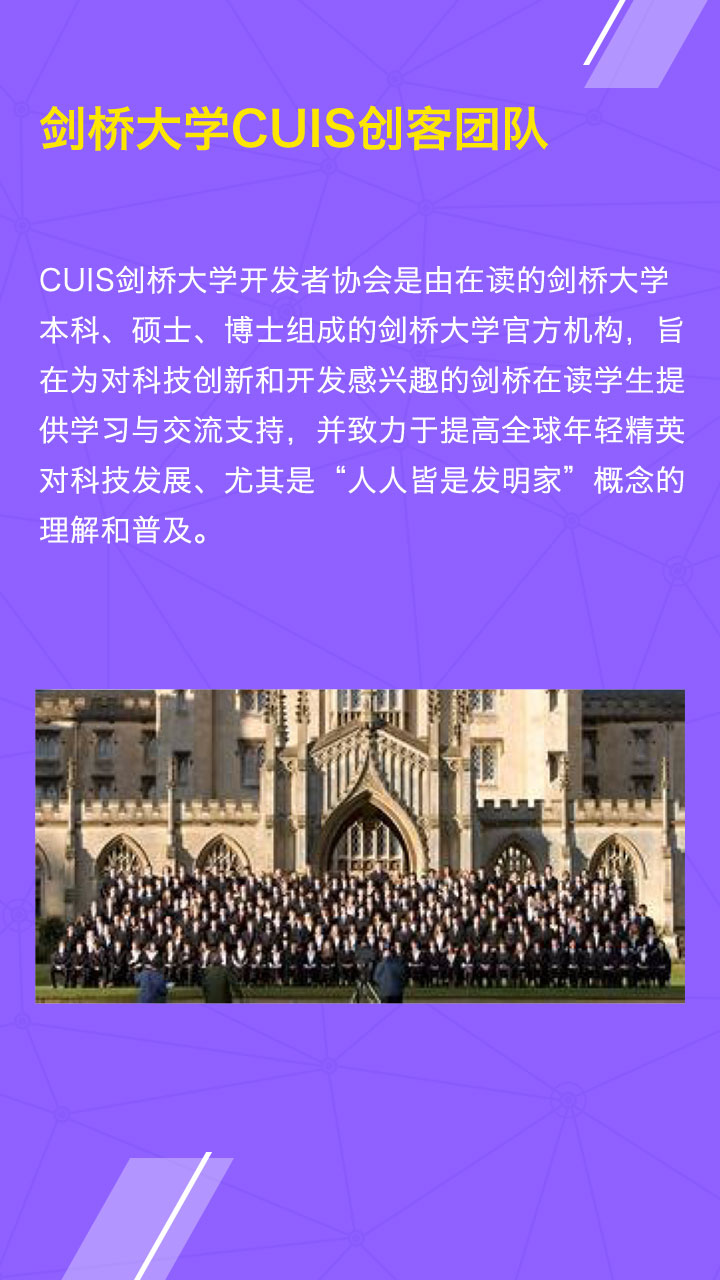 剑桥大学CUIS创客团队
CUIS剑桥大学开发者协会是由在读的剑桥大学
本科、硕士、博士组成的剑桥大学官方机构，旨
在为对科技创新和开发感兴趣的剑桥在读学生提
供学习与交流支持，并致力于提高全球年轻精英
对科技发展、尤其是“人人皆是发明家”概念的
理解和普及。